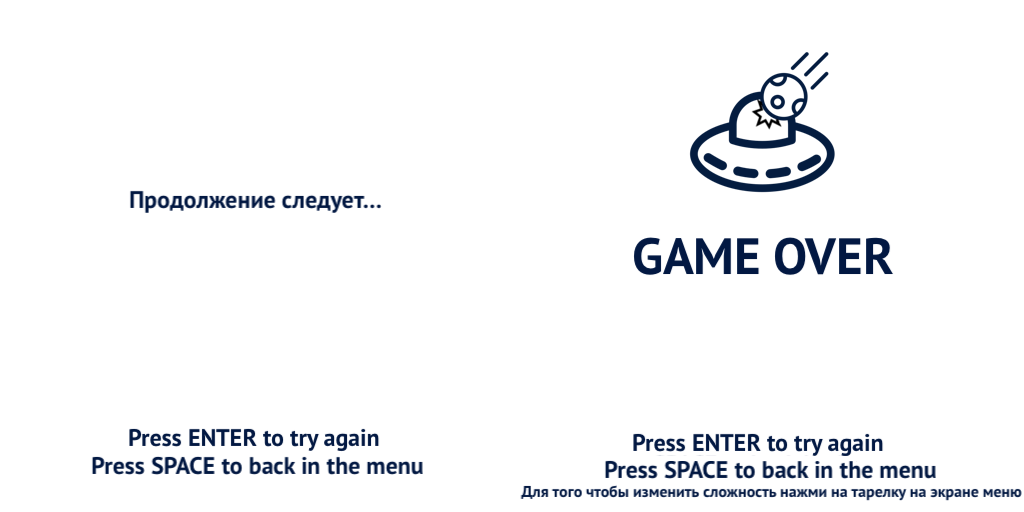 Продолжение следует...
Press ENTER to try again
Press SPACE to back in the menu
GAME OVER
Press ENTER to try again
Press SPACE to back in the menu
Для того чтобы изменить сложность нажми на тарелку на экране меню